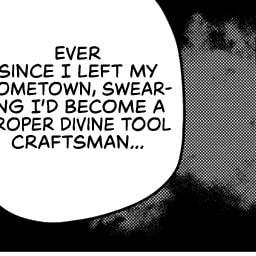 EVER
SINCE I LEFT MY
OMETOWN, SWEAR-
NG I'D BECOME A
ROPER DIVINE TOOL
CRAFTSMAN...